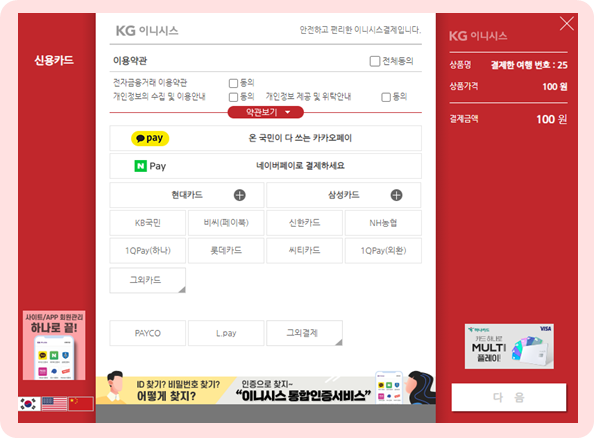 신용카드
KG 이니시스
안전하고 편리한 이니시스결제입니다.
이용약관
전체동의
전자금융거래 이용약관 동의
개인정보의 수집 및 이용안내 동의 개인정보 제공 및 위탁안내 동의
약관보기
pay 온 국민이 다 쓰는 카카오페이
N Pay 네이버페이로 결제하세요
현대카드 삼성카드
KB국민 비씨(페이북) 신한카드 NH농협
1QPay(하나) 롯데카드 씨티카드 1QPay(외환)
그외카드
PAYCO L.pay 그외결제
사이트/APP 회원관리
하나로 끝!
ID 찾기? 비밀번호 찾기?
어떻게 찾지?
인증으로 찾지~
"이니시스 통합인증서비스"
KG 이니시스
상품명 결제한 여행 번호 : 25
상품가격 100 원
결제금액 100 원
하나카드
VISA
카드 하나로
MULTI
플레이!
다 음